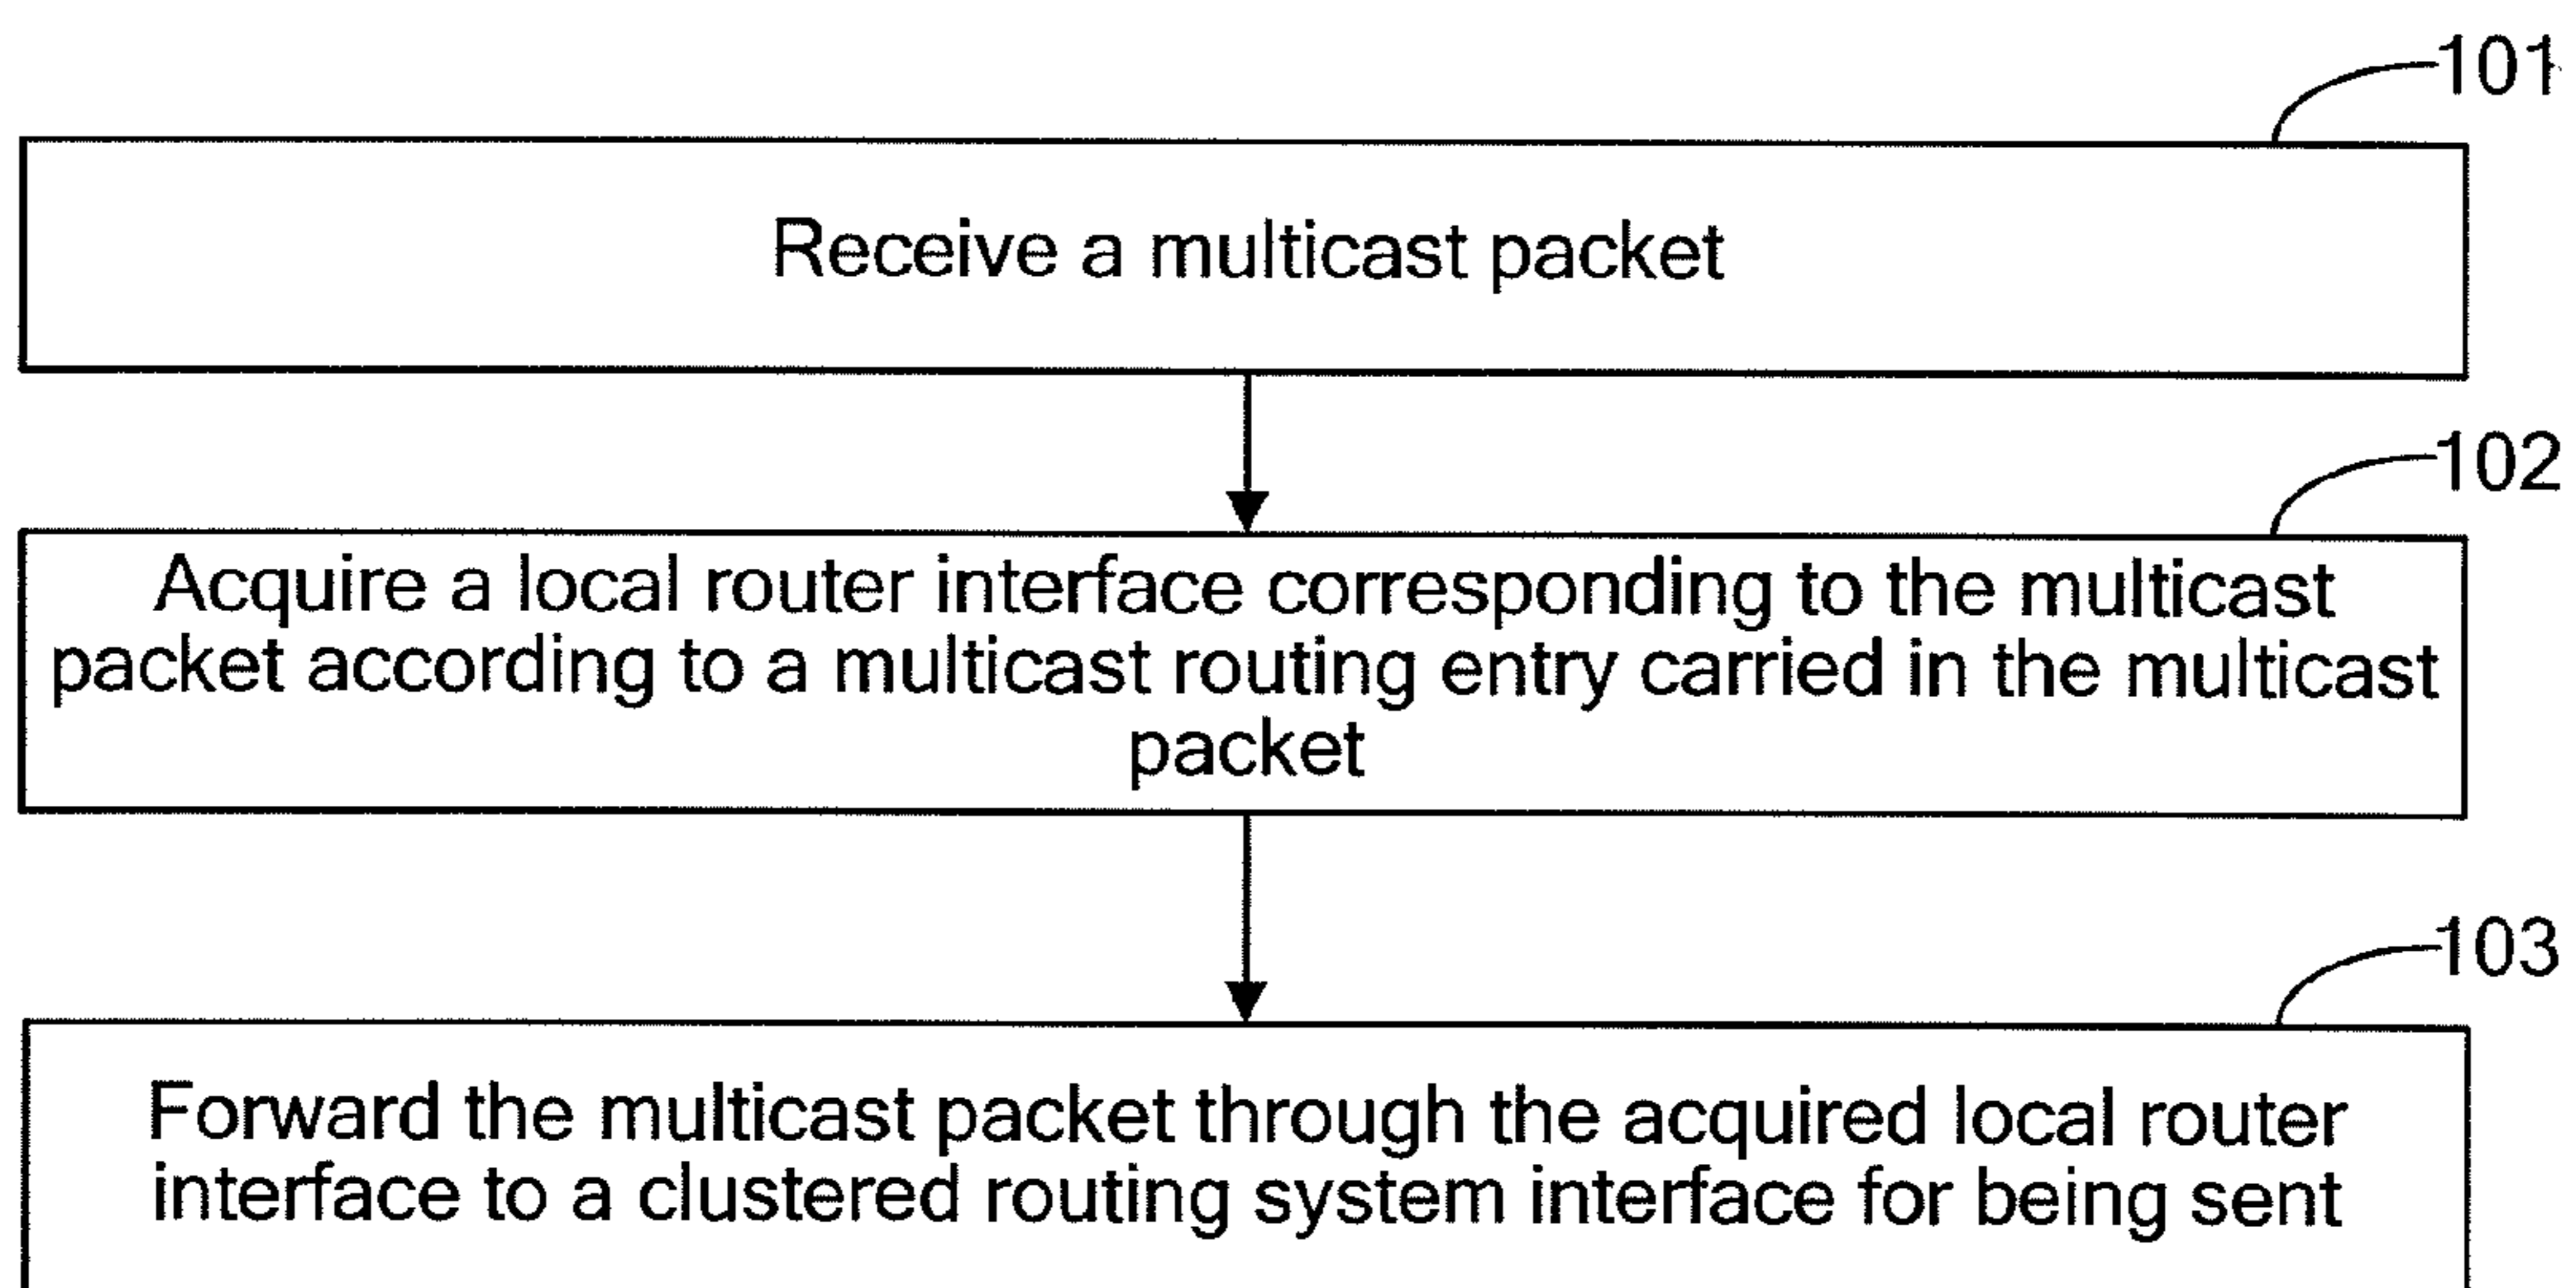 101
Receive a multicast packet
102
Acquire a local router interface corresponding to the multicast
packet according to a multicast routing entry carried in the multicast
packet
103
Forward the multicast packet through the acquired local router
interface to a clustered routing system interface for being sent